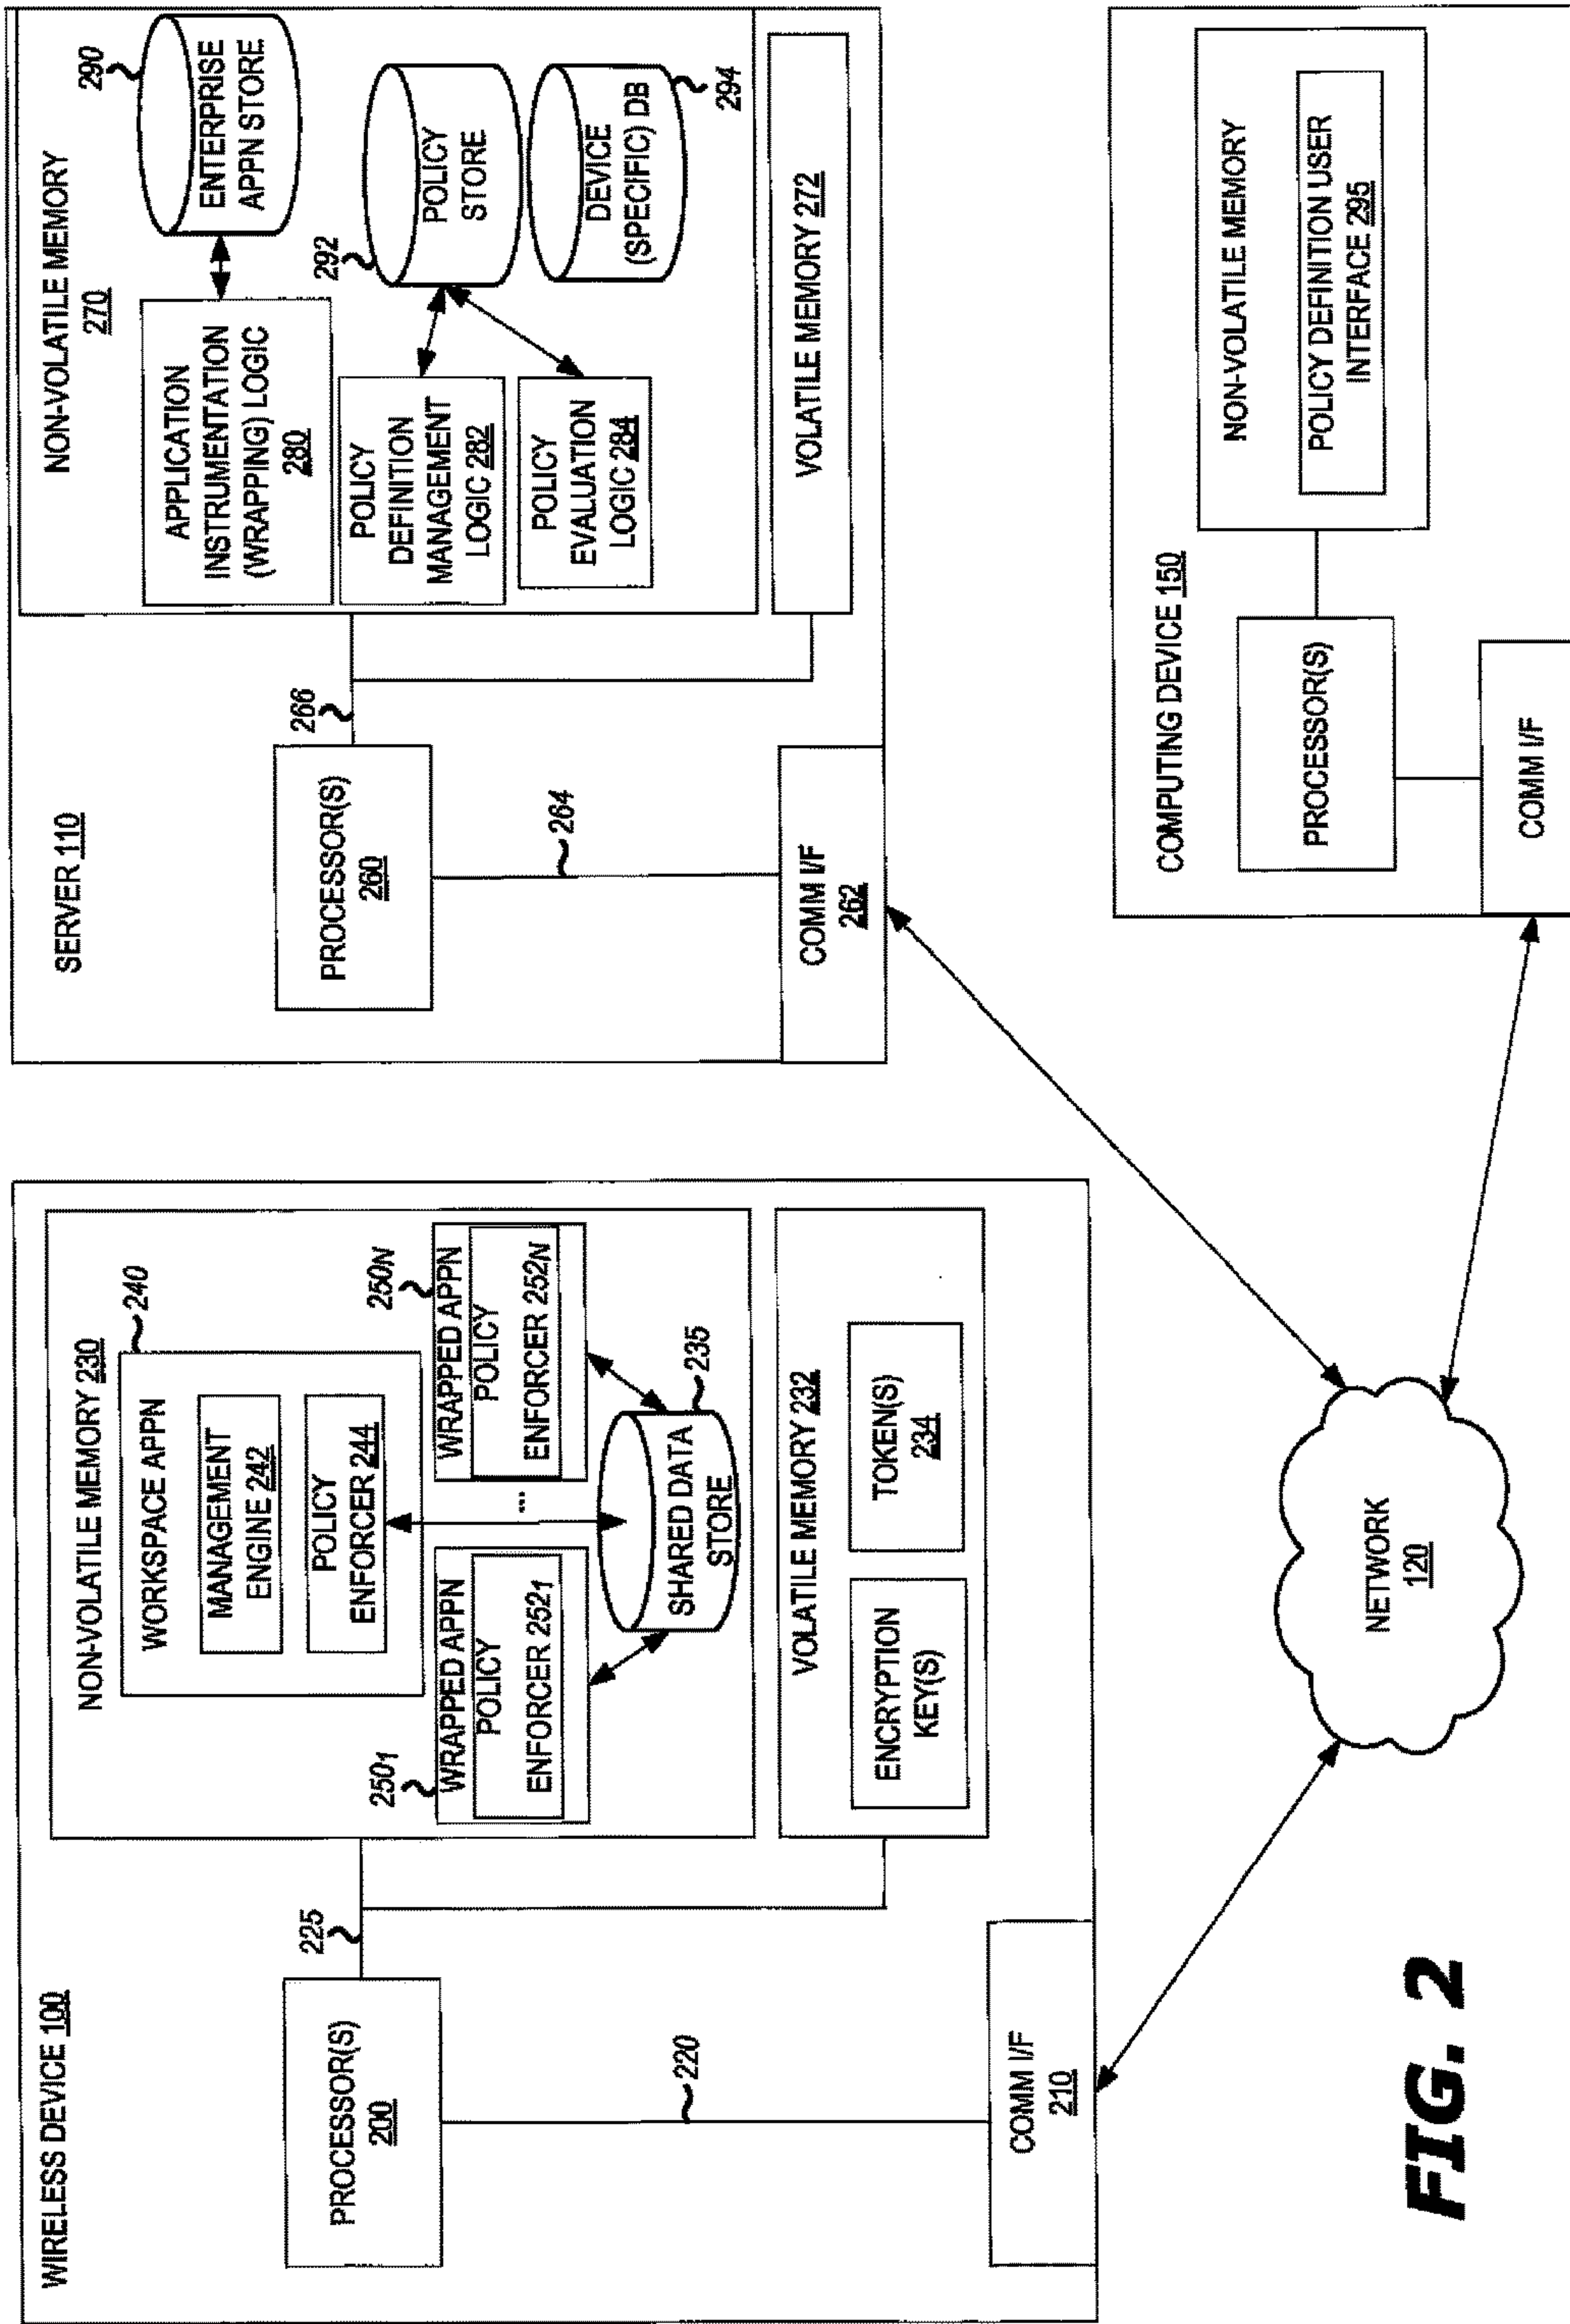 WIRELESS DEVICE 100
PROCESSOR(S)
200
225
220
COMM I/F
210
NON-VOLATILE MEMORY 230
240
WORKSPACE APPN
MANAGEMENT
ENGINE 242
POLICY
ENFORCER 244
2501
WRAPPED APPN
POLICY
ENFORCER 2521
...
250N
WRAPPED APPN
POLICY
ENFORCER 252N
235
SHARED DATA
STORE
VOLATILE MEMORY 232
ENCRYPTION
KEY(S)
TOKEN(S)
234
SERVER 110
PROCESSOR(S)
260
266
264
COMM I/F
262
NON-VOLATILE MEMORY
270
APPLICATION
INSTRUMENTATION
(WRAPPING) LOGIC
280
290
ENTERPRISE
APPN STORE
POLICY
DEFINITION
MANAGEMENT
LOGIC 282
292
POLICY
STORE
POLICY
EVALUATION
LOGIC 284
DEVICE
(SPECIFIC) DB
294
VOLATILE MEMORY 272
NETWORK
120
COMPUTING DEVICE 150
PROCESSOR(S)
COMM I/F
NON-VOLATILE MEMORY
POLICY DEFINITION USER
INTERFACE 295
FIG. 2